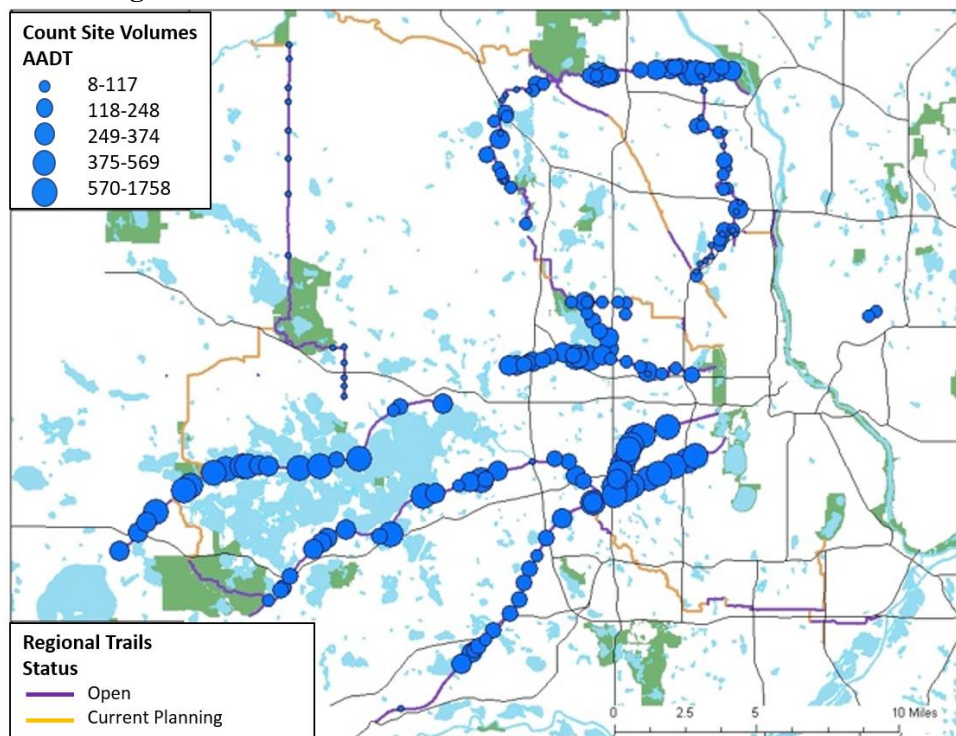 Count Site Volumes
AADT
8-117
118-248
249-374
375-569
570-1758
Regional Trails
Status
Open
Current Planning
0 2.5 5 10 Miles